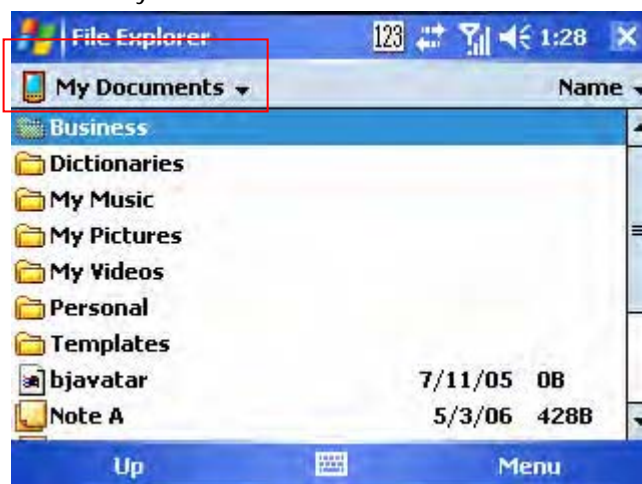 File Explorer 123 1:28
My Documents Name
Business
Dictionaries
My Music
My Pictures
My Videos
Personal
Templates
bjavatar 7/11/05 0B
Note A 5/3/06 428B
Up Menu